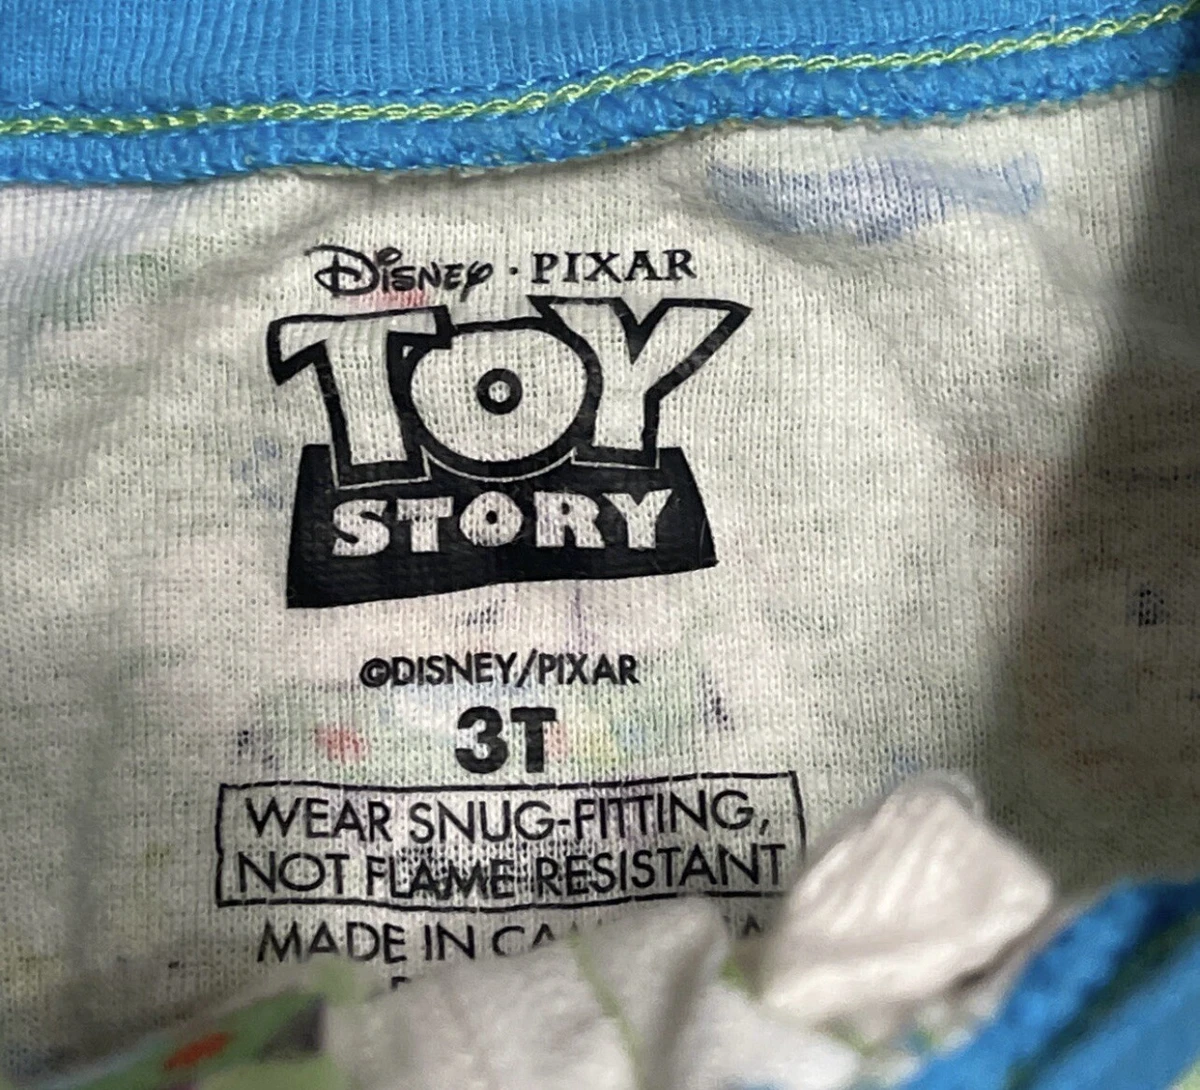 Disney · PIXAR
TOY
STORY
©DISNEY/PIXAR
3T
WEAR SNUG-FITTING,
NOT FLAME RESISTANT
MADE IN